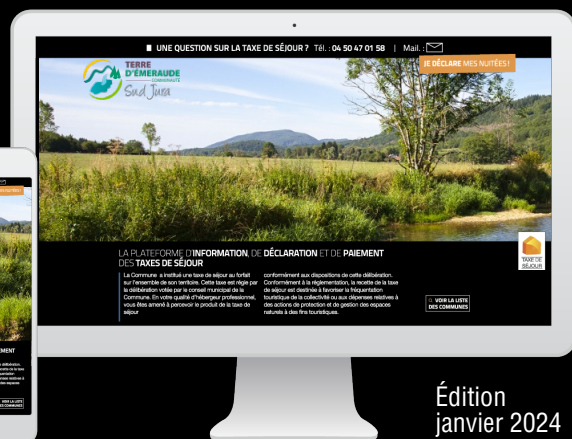 UNE QUESTION SUR LA TAXE DE SÉJOUR ? Tél. : 04 50 47 01 58 | Mail. :
JE DÉCLARE MES NUITÉES !
TERRE
D'ÉMERAUDE
COMMUNAUTÉ
Sud Jura
LA PLATEFORME D'INFORMATION, DE DÉCLARATION ET DE PAIEMENT
DES TAXES DE SÉJOUR
La Commune a institué une taxe de séjour au forfait
sur l'ensemble de son territoire. Cette taxe est régie par
la délibération votée par le conseil municipal de la
Commune. En votre qualité d'hébergeur professionnel,
vous êtes amené à percevoir le produit de la taxe de
séjour
conformément aux dispositions de cette délibération.
Conformément à la réglementation, la recette de la taxe
de séjour est destinée à favoriser la fréquentation
touristique de la collectivité ou aux dépenses relatives à
des actions de protection et de gestion des espaces
naturels à des fins touristiques.
TAXE DE
SÉJOUR
VOIR LA LISTE
DES COMMUNES
Édition
janvier 2024